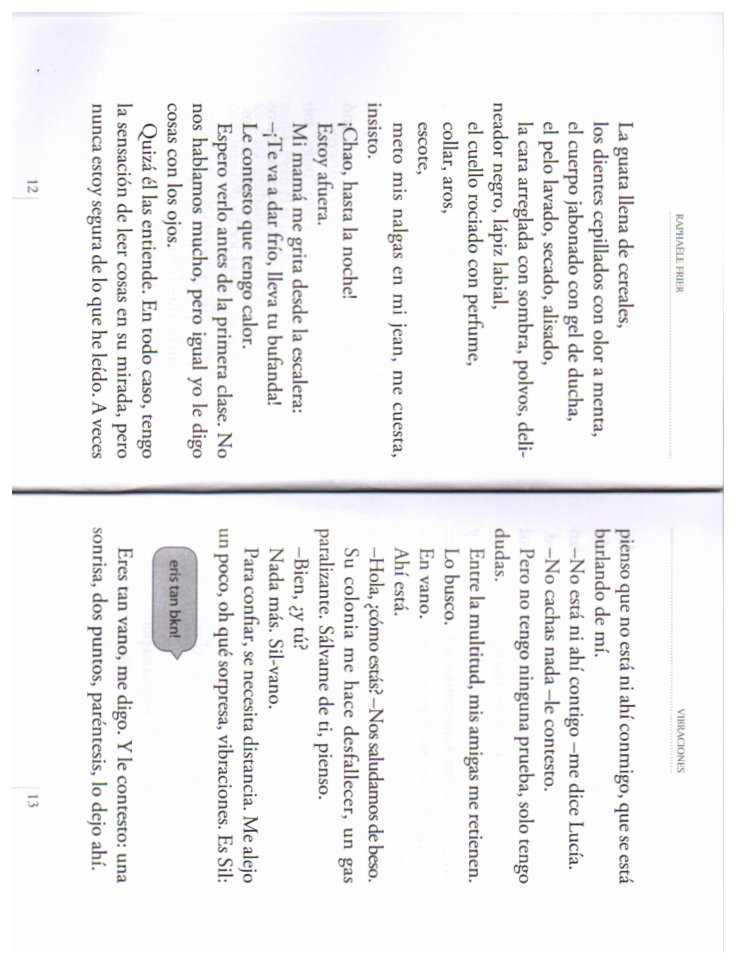 RAPHAËLE FRIER
La guata llena de cereales,
los dientes cepillados con olor a menta,
el cuerpo jabonado con gel de ducha,
el pelo lavado, secado, alisado,
la cara arreglada con sombra, polvos, deli-
neador negro, lápiz labial,
el cuello rociado con perfume,
collar, aros,
escote,
meto mis nalgas en mi jean, me cuesta,
insisto.
¡Chao, hasta la noche!
Estoy afuera.
Mi mamá me grita desde la escalera:
–¡Te va a dar frío, lleva tu bufanda!
Le contesto que tengo calor.
Espero verlo antes de la primera clase. No
nos hablamos mucho, pero igual yo le digo
cosas con los ojos.
Quizá él las entiende. En todo caso, tengo
la sensación de leer cosas en su mirada, pero
nunca estoy segura de lo que he leído. A veces
12
VIBRACIONES
pienso que no está ni ahí conmigo, que se está
burlando de mí.
–No está ni ahí contigo –me dice Lucía.
–No cachas nada –le contesto.
Pero no tengo ninguna prueba, solo tengo
dudas.
Entre la multitud, mis amigas me retienen.
Lo busco.
En vano.
Ahí está.
–Hola, ¿cómo estás? –Nos saludamos de beso.
Su colonia me hace desfallecer, un gas
paralizante. Sálvame de ti, pienso.
–Bien, ¿y tú?
Nada más. Sil-vano.
Para confiar, se necesita distancia. Me alejo
un poco, oh qué sorpresa, vibraciones. Es Sil:
eris tan bkn!
Eres tan vano, me digo. Y le contesto: una
sonrisa, dos puntos, paréntesis, lo dejo ahí.
13